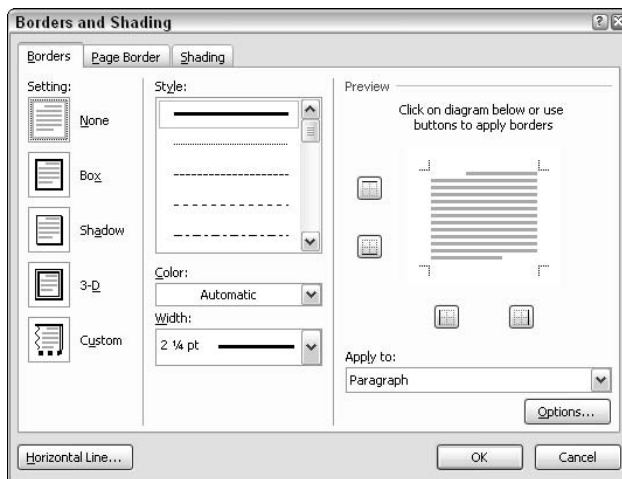 Borders and Shading
Borders
Page Border
Shading
Setting:
None
Box
Shadow
3-D
Custom
Style:
Color:
Automatic
Width:
2 ¼ pt
Preview
Click on diagram below or use
buttons to apply borders
Apply to:
Paragraph
Options...
Horizontal Line...
OK
Cancel